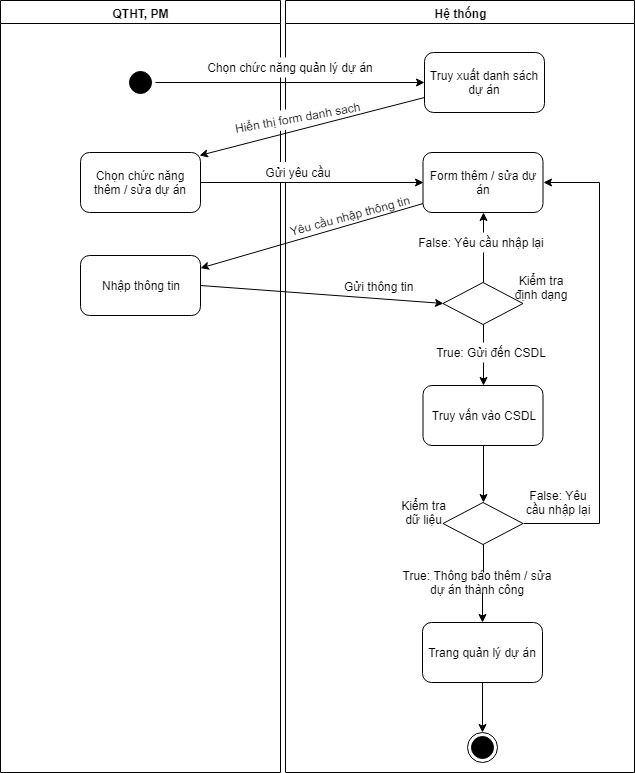 QTHT, PM
Hệ thống
Chọn chức năng quản lý dự án
Truy xuất danh sách
dự án
Hiển thị form danh sach
Chọn chức năng
thêm / sửa dự án
Gửi yêu cầu
Form thêm / sửa dự
án
Yêu cầu nhập thông tin
False: Yêu cầu nhập lại
Nhập thông tin
Gửi thông tin
Kiểm tra
định dạng
True: Gửi đến CSDL
Truy vấn vào CSDL
Kiểm tra
dữ liệu
False: Yêu
cầu nhập lại
True: Thông báo thêm / sửa
dự án thành công
Trang quản lý dự án